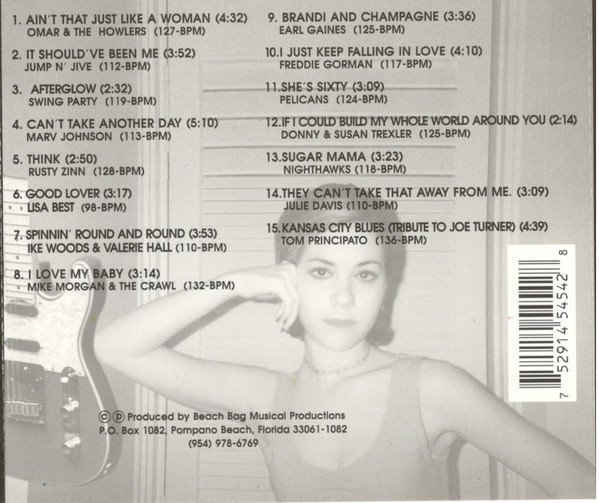 1. AIN'T THAT JUST LIKE A WOMAN (4:32)
OMAR & THE HOWLERS (127-BPM)
2. IT SHOULD'VE BEEN ME (3:52)
JUMP N' JIVE (112-BPM)
3. AFTERGLOW (2:32)
SWING PARTY (119-BPM)
4. CAN'T TAKE ANOTHER DAY (5:10)
MARV JOHNSON (113-BPM)
5. THINK (2:50)
RUSTY ZINN (128-BPM)
6. GOOD LOVER (3:17)
LISA BEST (98-BPM)
7. SPINNIN' ROUND AND ROUND (3:53)
IKE WOODS & VALERIE HALL (110-BPM)
8. I LOVE MY BABY (3:14)
MIKE MORGAN & THE CRAWL (132-BPM)
9. BRANDI AND CHAMPAGNE (3:36)
EARL GAINES (125-BPM)
10. I JUST KEEP FALLING IN LOVE (4:10)
FREDDIE GORMAN (117-BPM)
11. SHE'S SIXTY (3:09)
PELICANS (124-BPM)
12. IF I COULD BUILD MY WHOLE WORLD AROUND YOU (2:14)
DONNY & SUSAN TREXLER (125-BPM)
13. SUGAR MAMA (3:23)
NIGHTHAWKS (118-BPM)
14. THEY CAN'T TAKE THAT AWAY FROM ME. (3:09)
JULIE DAVIS (110-BPM)
15. KANSAS CITY BLUES (TRIBUTE TO JOE TURNER) (4:39)
TOM PRINCIPATO (136-BPM)
7 52914 54542 8
© ℗ Produced by Beach Bag Musical Productions
P.O. Box 1082, Pompano Beach, Florida 33061-1082
(954) 978-6769